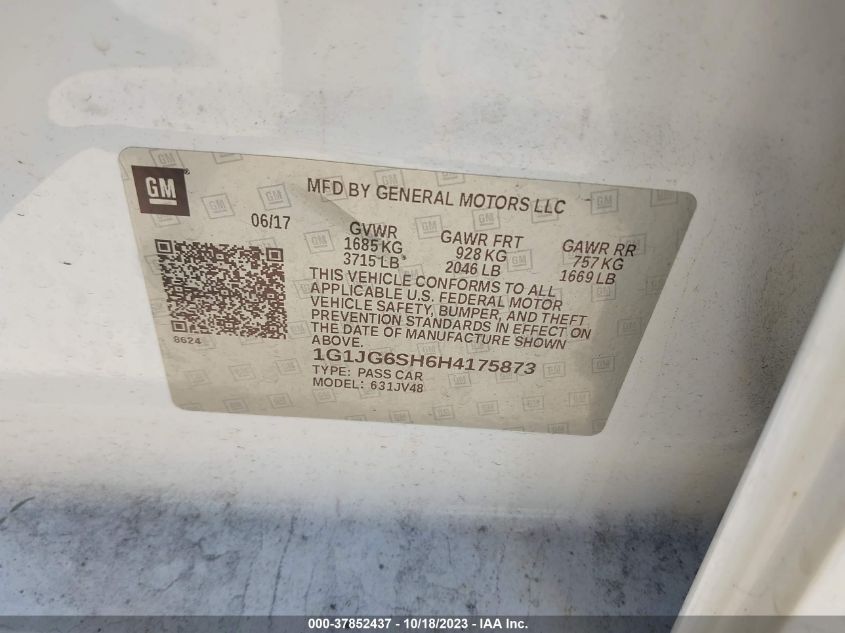 GM
MFD BY GENERAL MOTORS LLC
06/17
GVWR GAWR FRT GAWR RR
1685 KG 928 KG 757 KG
3715 LB 2046 LB 1669 LB
THIS VEHICLE CONFORMS TO ALL
APPLICABLE U.S. FEDERAL MOTOR
VEHICLE SAFETY, BUMPER, AND THEFT
PREVENTION STANDARDS IN EFFECT ON
THE DATE OF MANUFACTURE SHOWN
ABOVE.
8624
1G1JG6SH6H4175873
TYPE: PASS CAR
MODEL: 631JV48
000-37852437 - 10/18/2023 - IAA Inc.